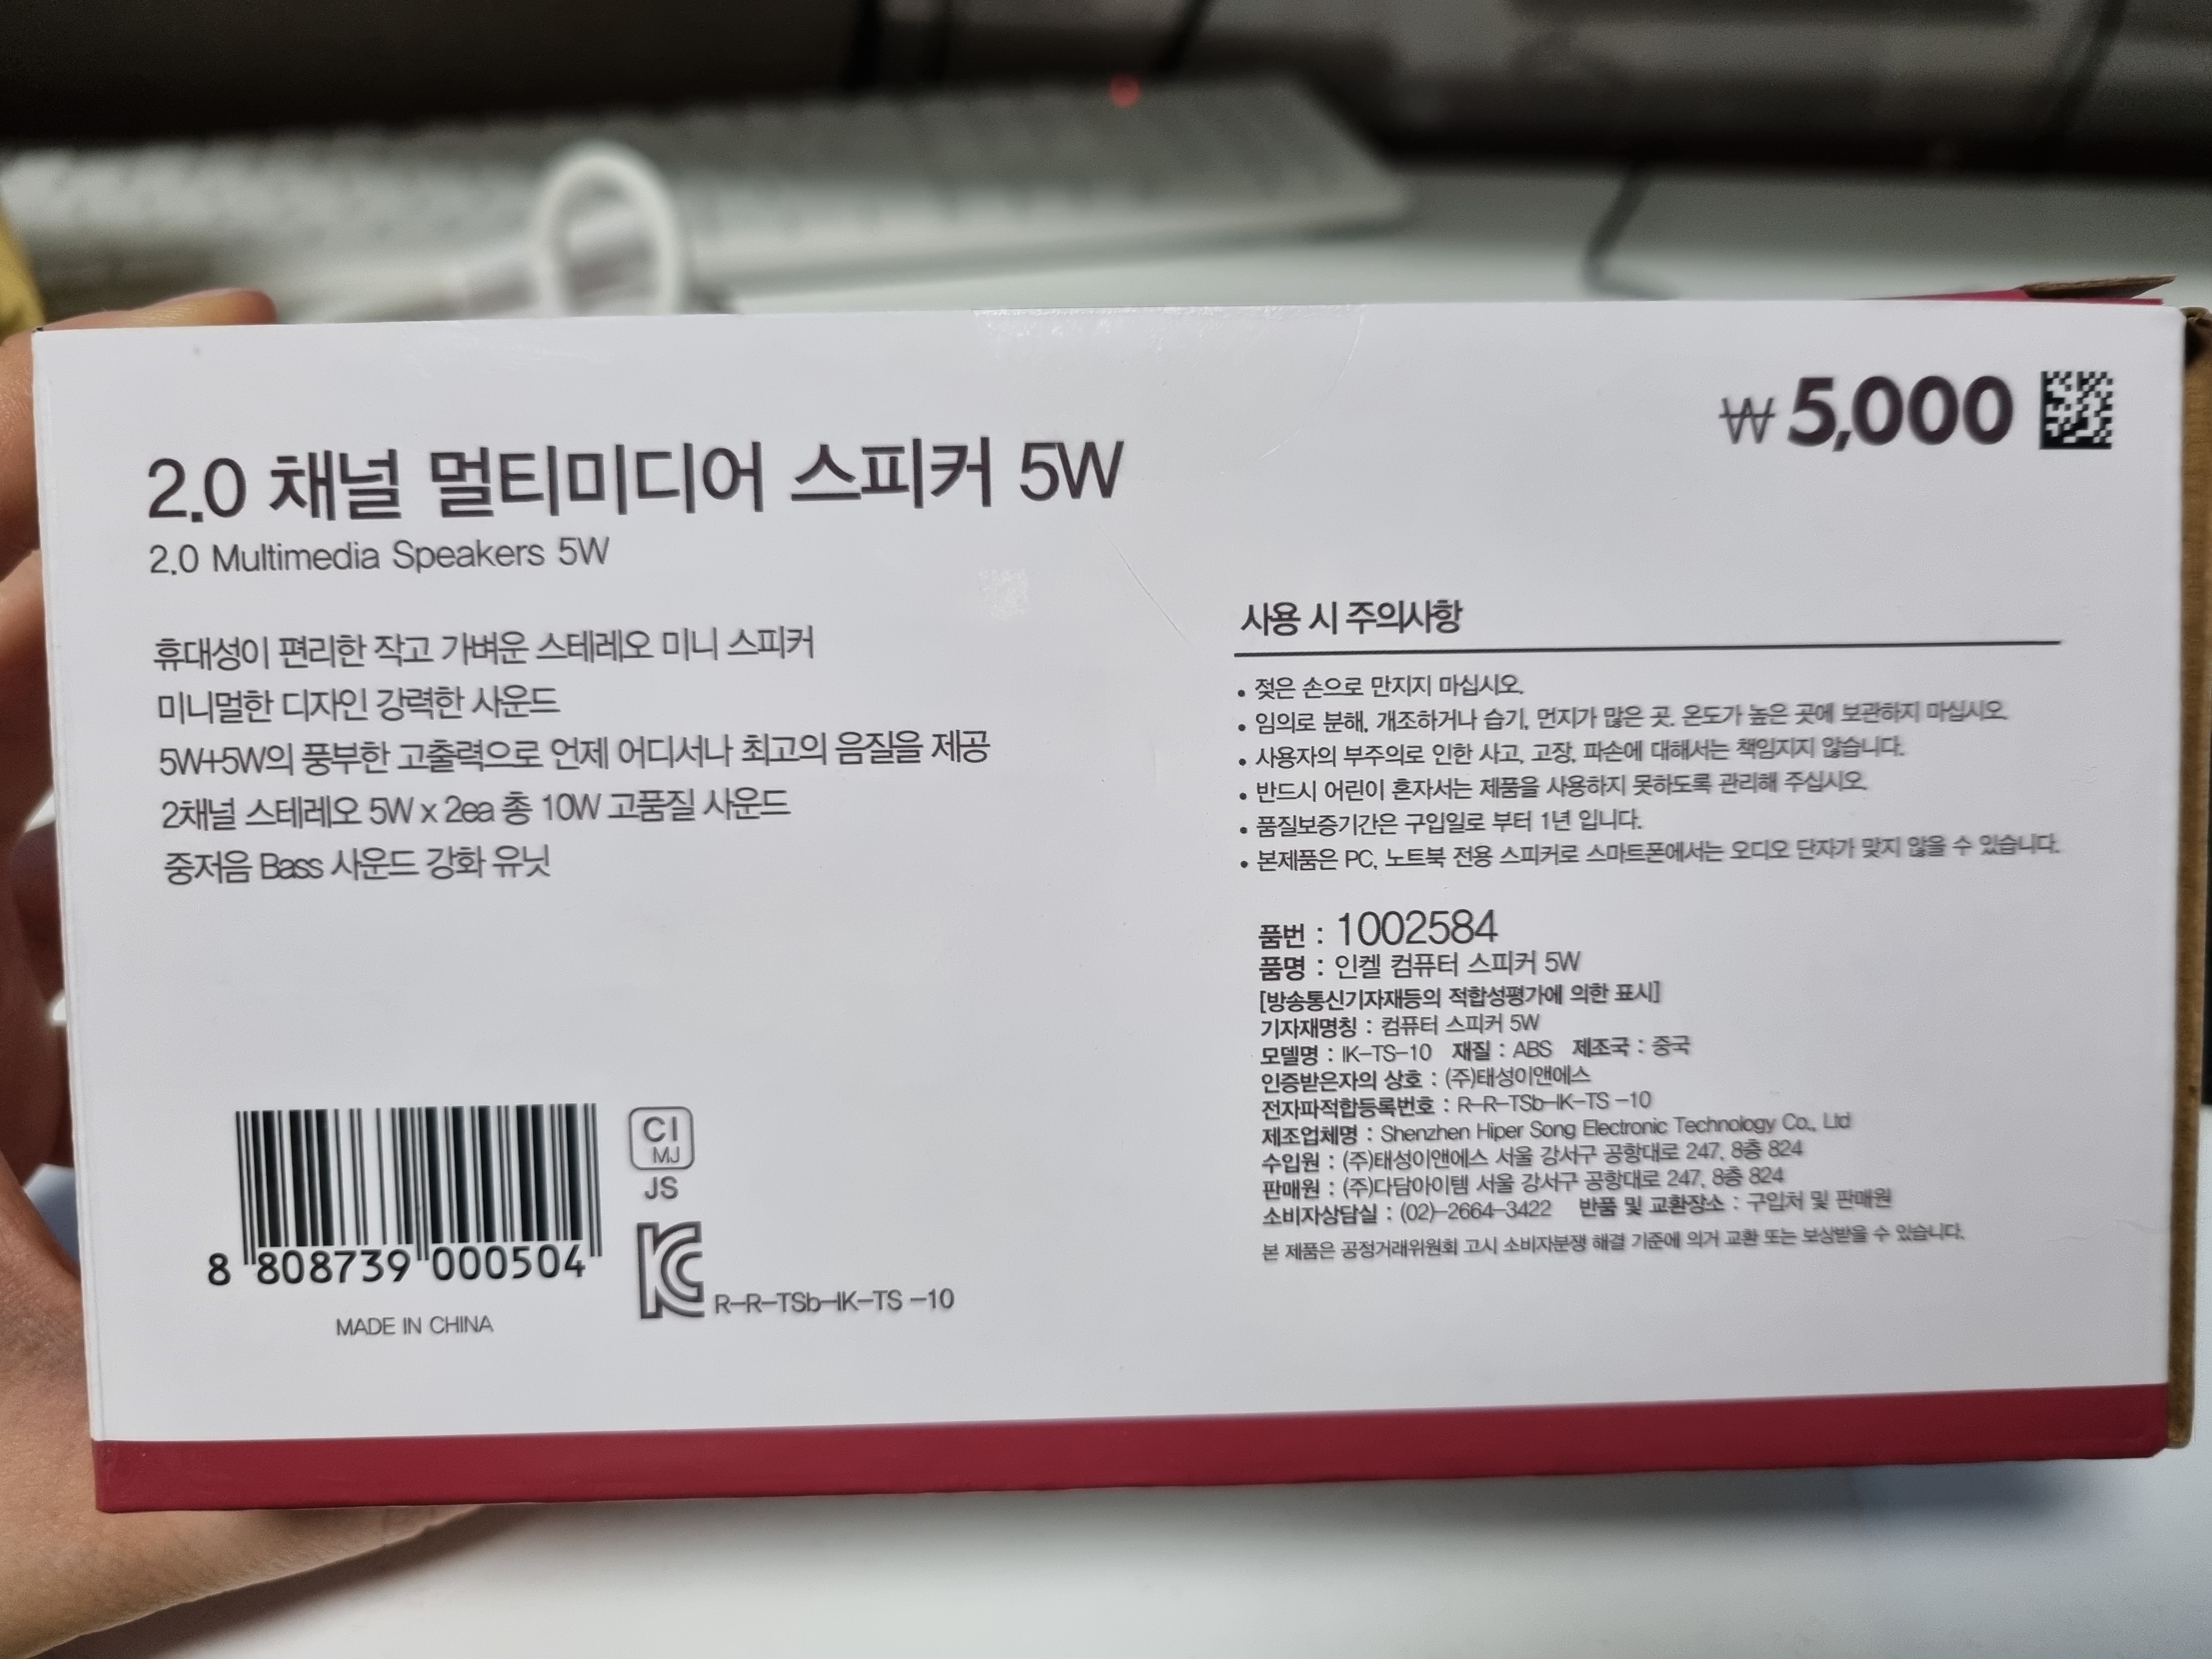 ₩5,000
2.0 채널 멀티미디어 스피커 5W
2.0 Multimedia Speakers 5W
휴대성이 편리한 작고 가벼운 스테레오 미니 스피커
미니멀한 디자인 강력한 사운드
5W+5W의 풍부한 고출력으로 언제 어디서나 최고의 음질을 제공
2채널 스테레오 5W x 2ea 총 10W 고품질 사운드
중저음 Bass 사운드 강화 유닛
8 808739 000504
MADE IN CHINA
CI
MJ
JS
KC
R-R-TSb-IK-TS -10
사용 시 주의사항
• 젖은 손으로 만지지 마십시오.
• 임의로 분해, 개조하거나 습기, 먼지가 많은 곳. 온도가 높은 곳에 보관하지 마십시오.
• 사용자의 부주의로 인한 사고, 고장, 파손에 대해서는 책임지지 않습니다.
• 반드시 어린이 혼자서는 제품을 사용하지 못하도록 관리해 주십시오.
• 품질보증기간은 구입일로 부터 1년 입니다.
• 본제품은 PC, 노트북 전용 스피커로 스마트폰에서는 오디오 단자가 맞지 않을 수 있습니다.
품번 : 1002584
품명 : 인켈 컴퓨터 스피커 5W
[방송통신기자재등의 적합성평가에 의한 표시]
기자재명칭 : 컴퓨터 스피커 5W
모델명 : IK-TS-10 재질 : ABS 제조국 : 중국
인증받은자의 상호 : (주)태성이앤에스
전자파적합등록번호 : R-R-TSb-IK-TS -10
제조업체명 : Shenzhen Hiper Song Electronic Technology Co., Ltd
수입원 : (주)태성이앤에스 서울 강서구 공항대로 247, 8층 824
판매원 : (주)다담아이템 서울 강서구 공항대로 247, 8층 824
소비자상담실 : (02)-2664-3422 반품 및 교환장소 : 구입처 및 판매원
본 제품은 공정거래위원회 고시 소비자분쟁 해결 기준에 의거 교환 또는 보상받을 수 있습니다.